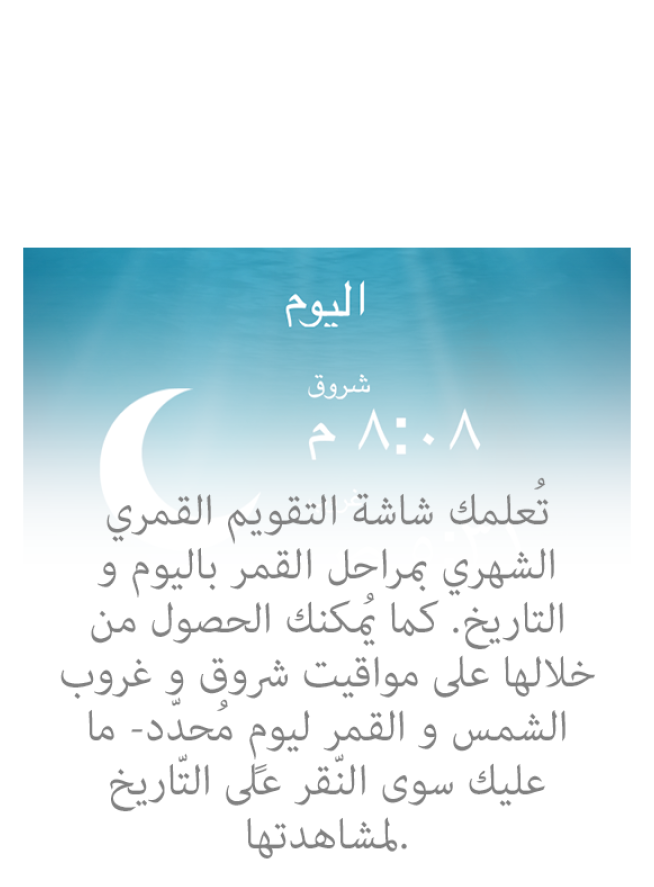 اليوم
شروق
٨:٠٨ م
تُعلمك شاشة التقويم القمري
الشهري بمراحل القمر باليوم و
التاريخ. كما يُمكنك الحصول من
خلالها على مواقيت شروق و غروب
الشمس و القمر ليومٍ مُحدّد- ما
عليك سوى النّقر على التّاريخ
لمشاهدتها.